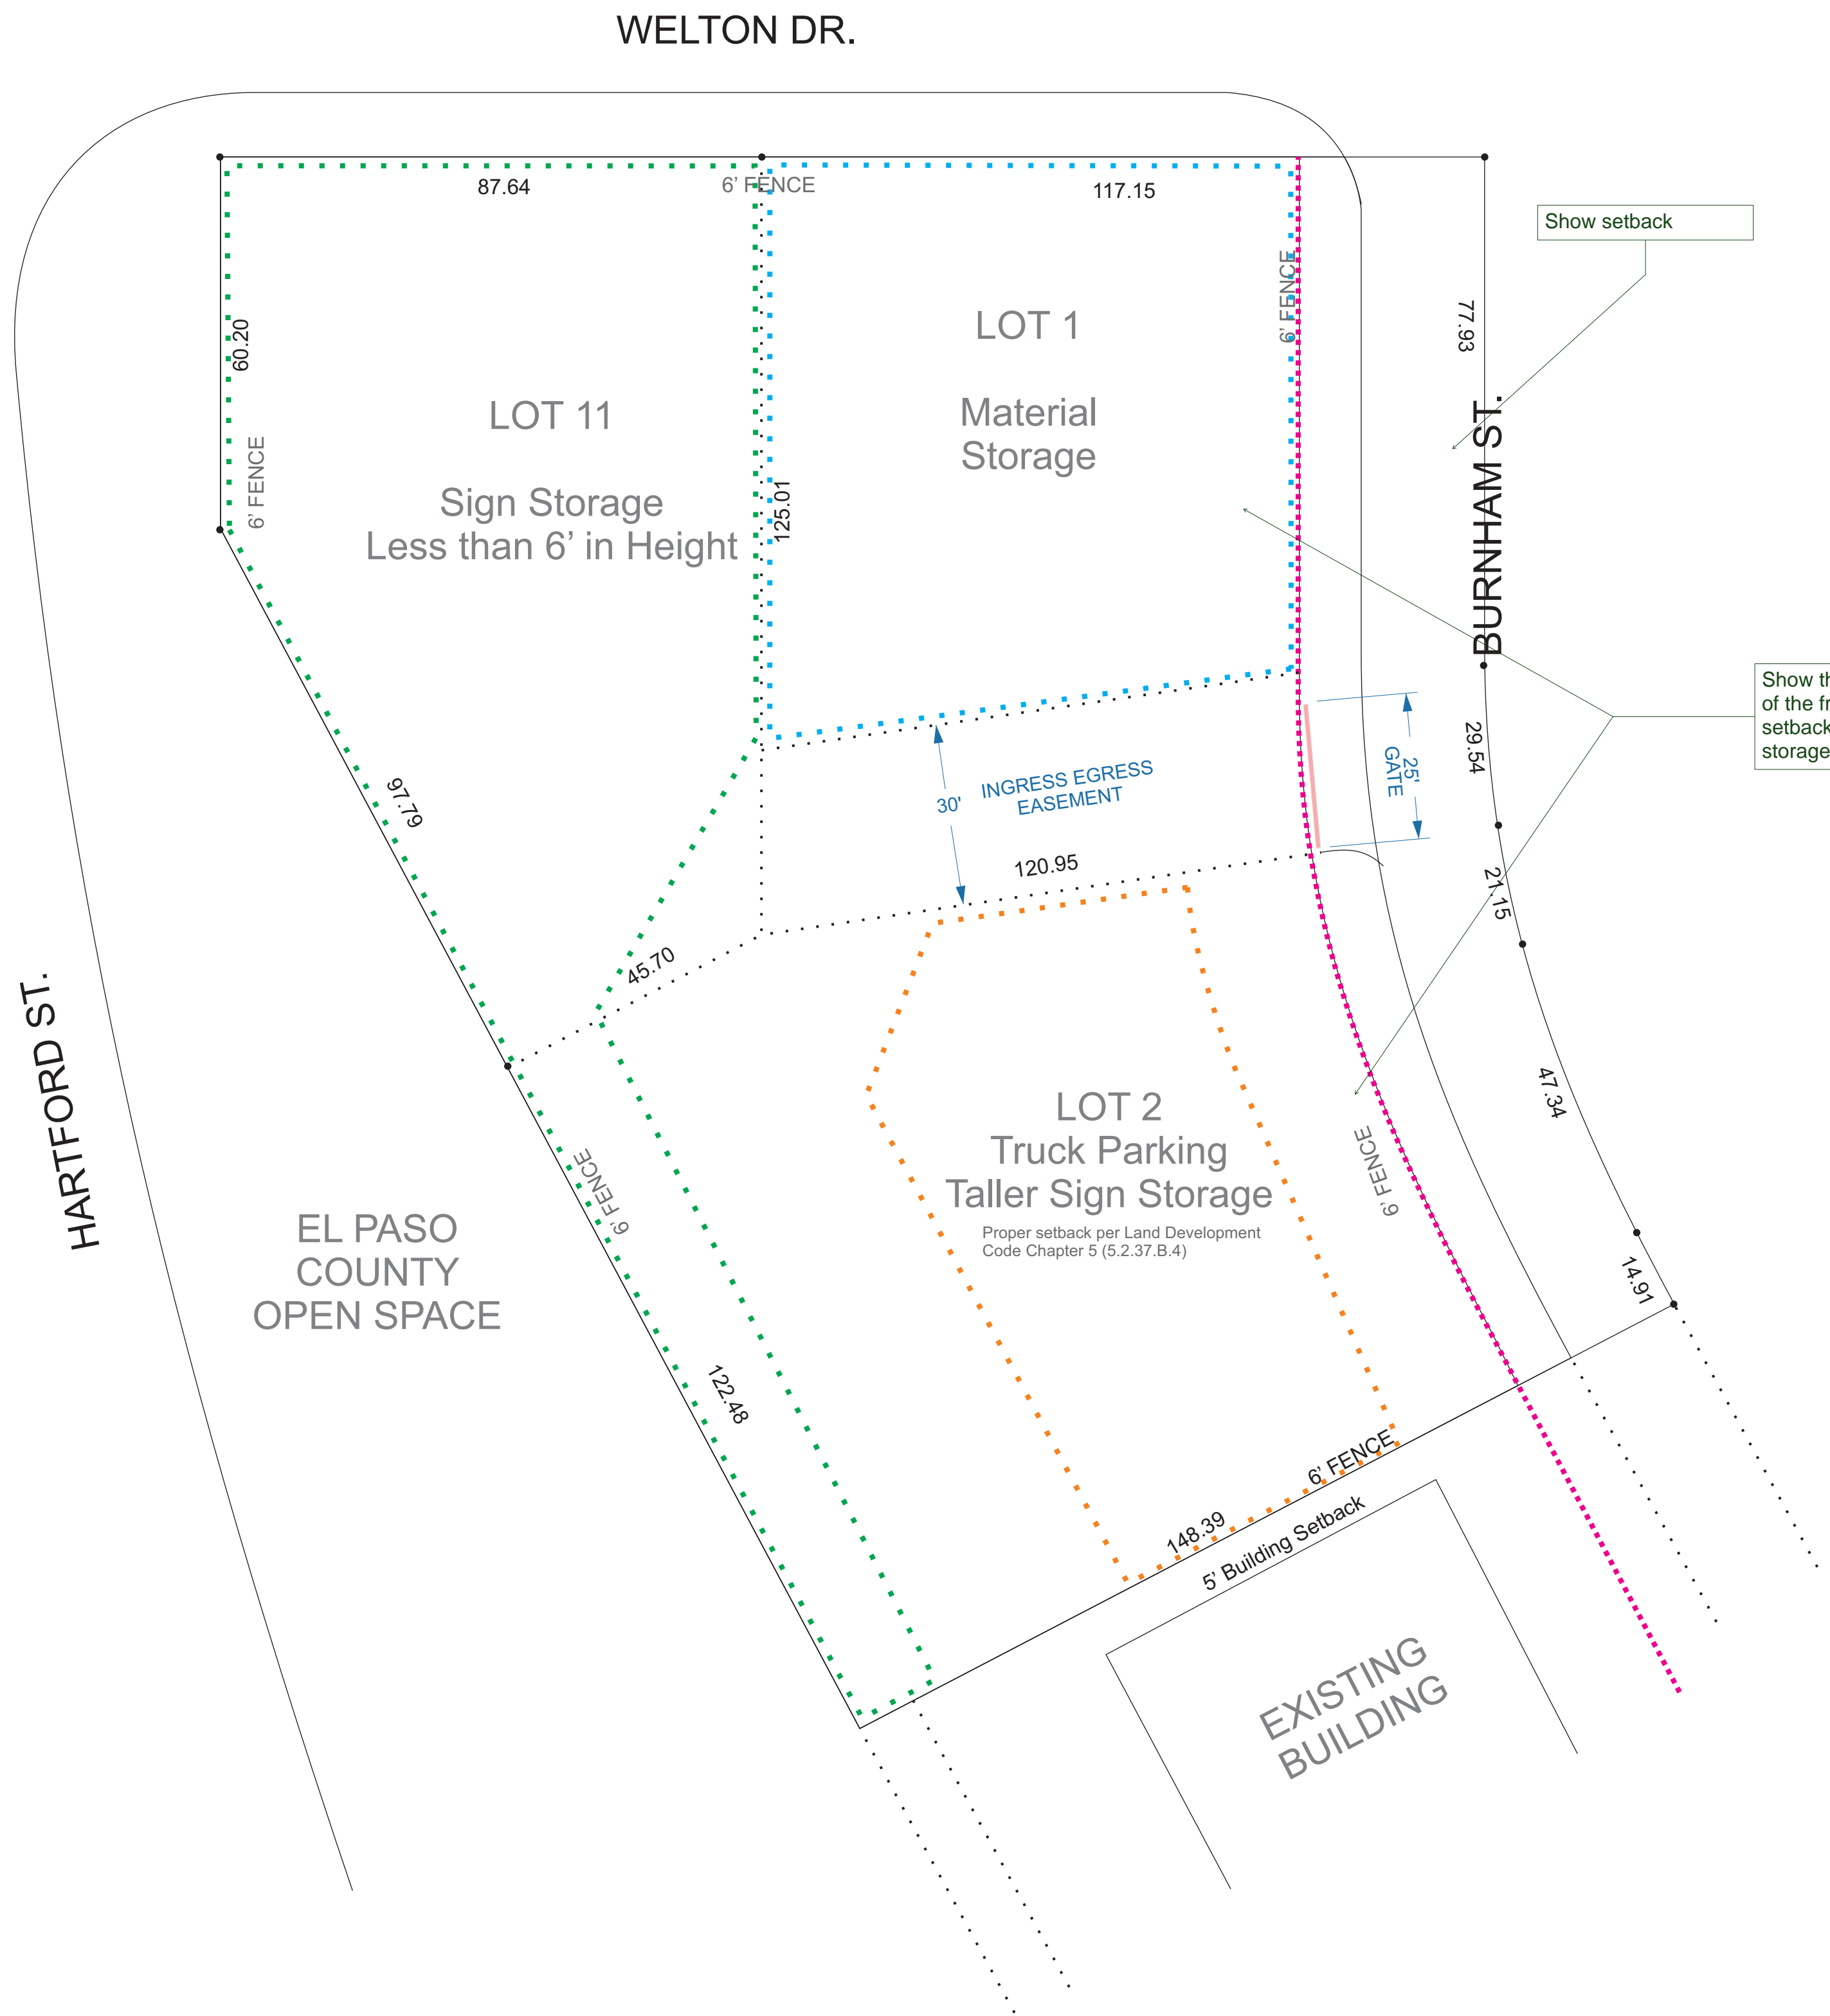 WELTON DR.
87.64
6’ FENCE
117.15
Show setback
60.20
6’ FENCE
77.93
LOT 1
Material
Storage
LOT 11
Sign Storage
Less than 6’ in Height
6’ FENCE
125.01
BURNHAM ST.
Show th
of the fr
setback
storage
29.54
25'
GATE
INGRESS EGRESS
EASEMENT
30'
97.79
120.95
21.15
45.70
HARTFORD ST.
47.34
LOT 2
Truck Parking
Taller Sign Storage
Proper setback per Land Development
Code Chapter 5 (5.2.37.B.4)
6’ FENCE
6’ FENCE
EL PASO
COUNTY
OPEN SPACE
14.91
122.48
6’ FENCE
148.39
5’ Building Setback
EXISTING
BUILDING